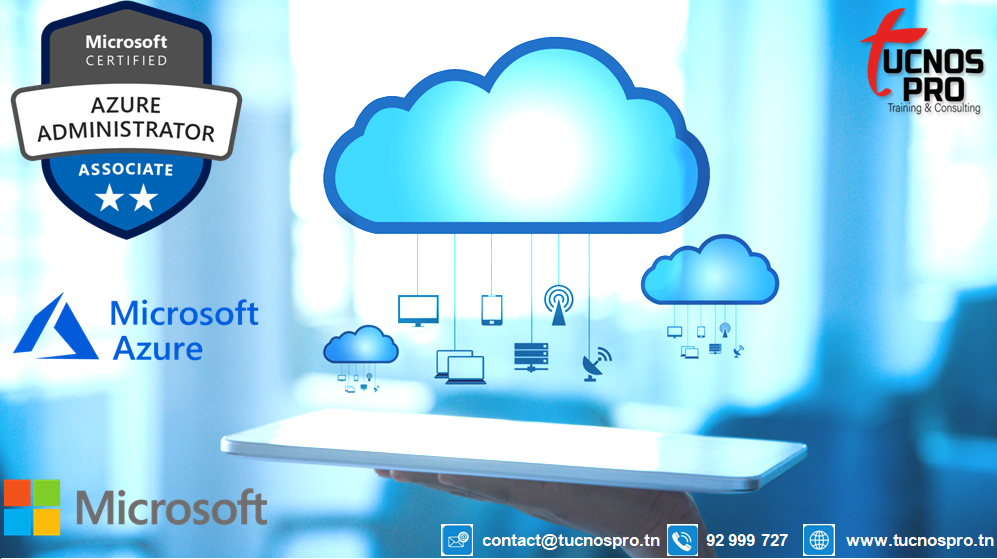 Microsoft
CERTIFIED
AZURE
ADMINISTRATOR
ASSOCIATE
tUCNOS
PRO
Training & Consulting
Microsoft
Azure
Microsoft
contact@tucnospro.tn
92 999 727
www.tucnospro.tn